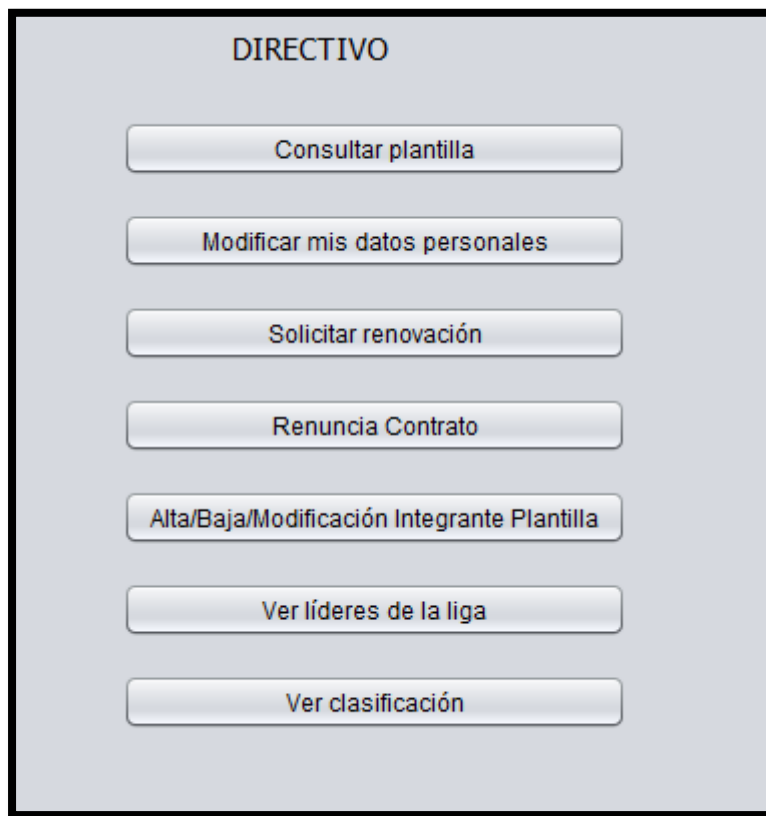 DIRECTIVO
Consultar plantilla
Modificar mis datos personales
Solicitar renovación
Renuncia Contrato
Alta/Baja/Modificación Integrante Plantilla
Ver líderes de la liga
Ver clasificación